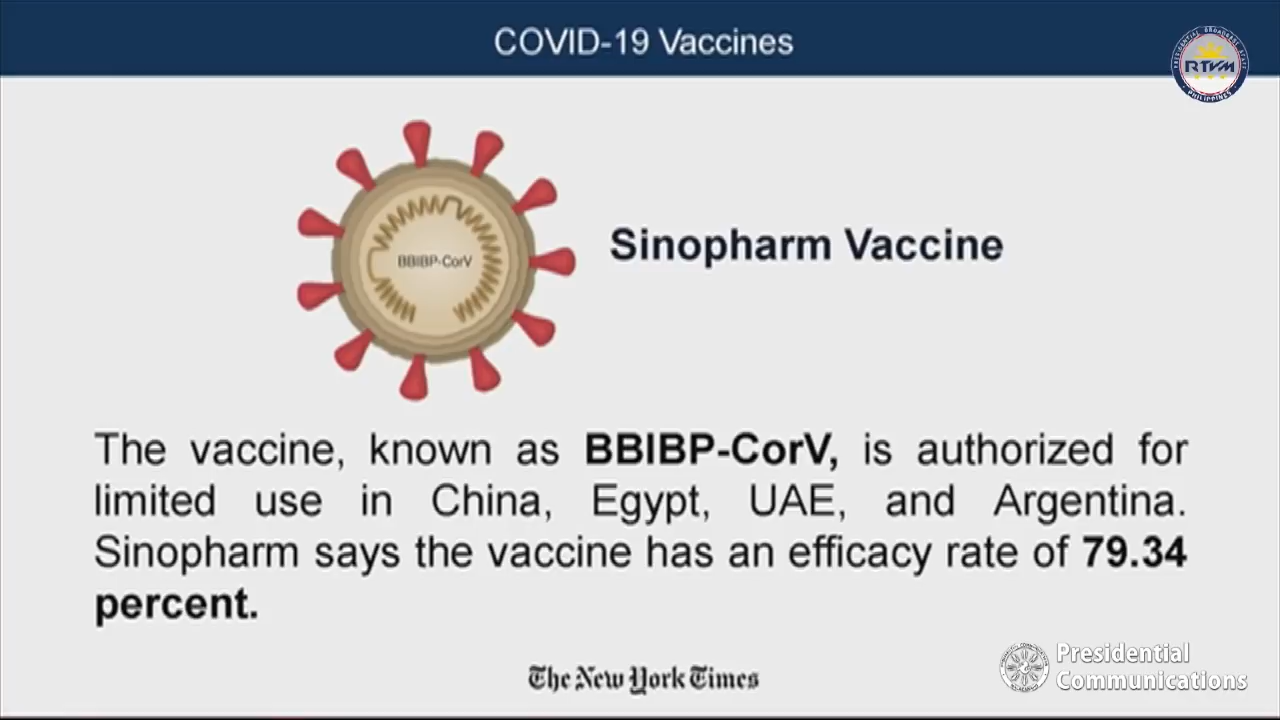 COVID-19 Vaccines
RTVM
PHILIPPINES
BBIBP-CorV
Sinopharm Vaccine
The vaccine, known as BBIBP-CorV, is authorized for
limited use in China, Egypt, UAE, and Argentina.
Sinopharm says the vaccine has an efficacy rate of 79.34
percent.
The New York Times
Presidential
Communications